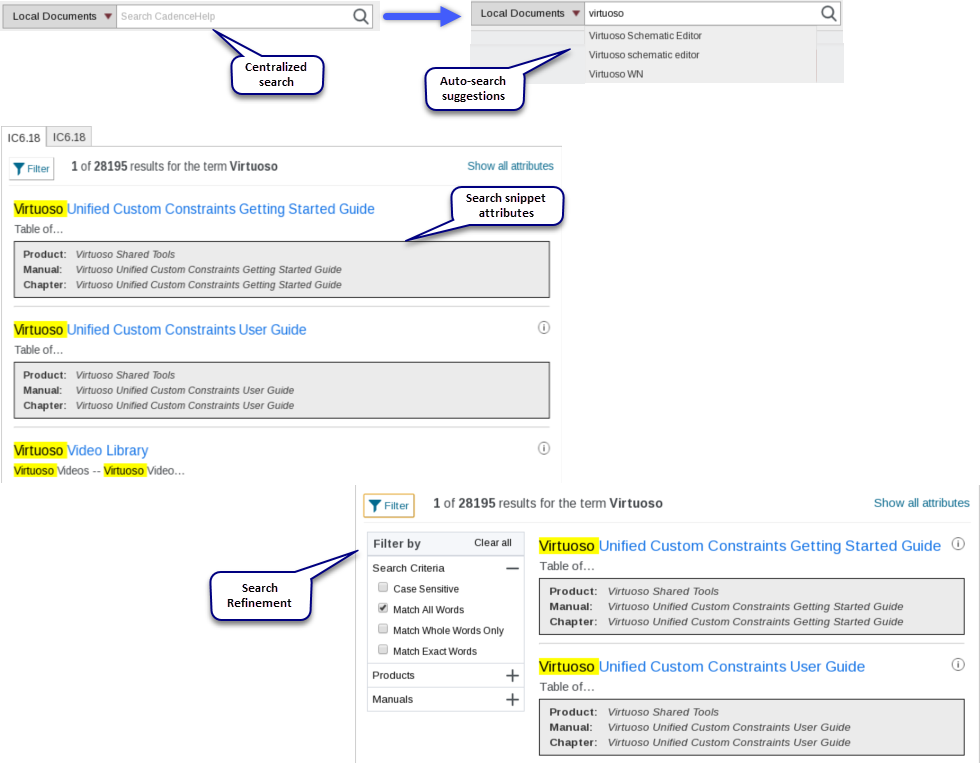 Local Documents Search CadenceHelp
Centralized
search
Local Documents virtuoso
Virtuoso Schematic Editor
Virtuoso schematic editor
Virtuoso WN
Auto-search
suggestions
IC6.18 IC6.18
Filter 1 of 28195 results for the term Virtuoso Show all attributes
Search snippet
attributes
Virtuoso Unified Custom Constraints Getting Started Guide
Table of...
Product: Virtuoso Shared Tools
Manual: Virtuoso Unified Custom Constraints Getting Started Guide
Chapter: Virtuoso Unified Custom Constraints Getting Started Guide
Virtuoso Unified Custom Constraints User Guide
Table of...
Product: Virtuoso Shared Tools
Manual: Virtuoso Unified Custom Constraints User Guide
Chapter: Virtuoso Unified Custom Constraints User Guide
Virtuoso Video Library
Virtuoso Videos -- Virtuoso Video...
Filter 1 of 28195 results for the term Virtuoso Show all attributes
Search
Refinement
Filter by Clear all
Search Criteria
Case Sensitive
Match All Words
Match Whole Words Only
Match Exact Words
Products
Manuals
Virtuoso Unified Custom Constraints Getting Started Guide
Table of...
Product: Virtuoso Shared Tools
Manual: Virtuoso Unified Custom Constraints Getting Started Guide
Chapter: Virtuoso Unified Custom Constraints Getting Started Guide
Virtuoso Unified Custom Constraints User Guide
Table of...
Product: Virtuoso Shared Tools
Manual: Virtuoso Unified Custom Constraints User Guide
Chapter: Virtuoso Unified Custom Constraints User Guide